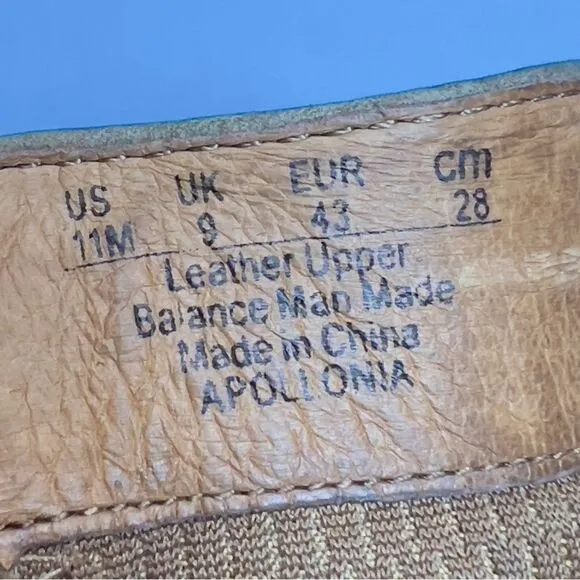 US UK EUR cm
11M 9 43 28
Leather Upper
Balance Man Made
Made in China
APOLLONIA